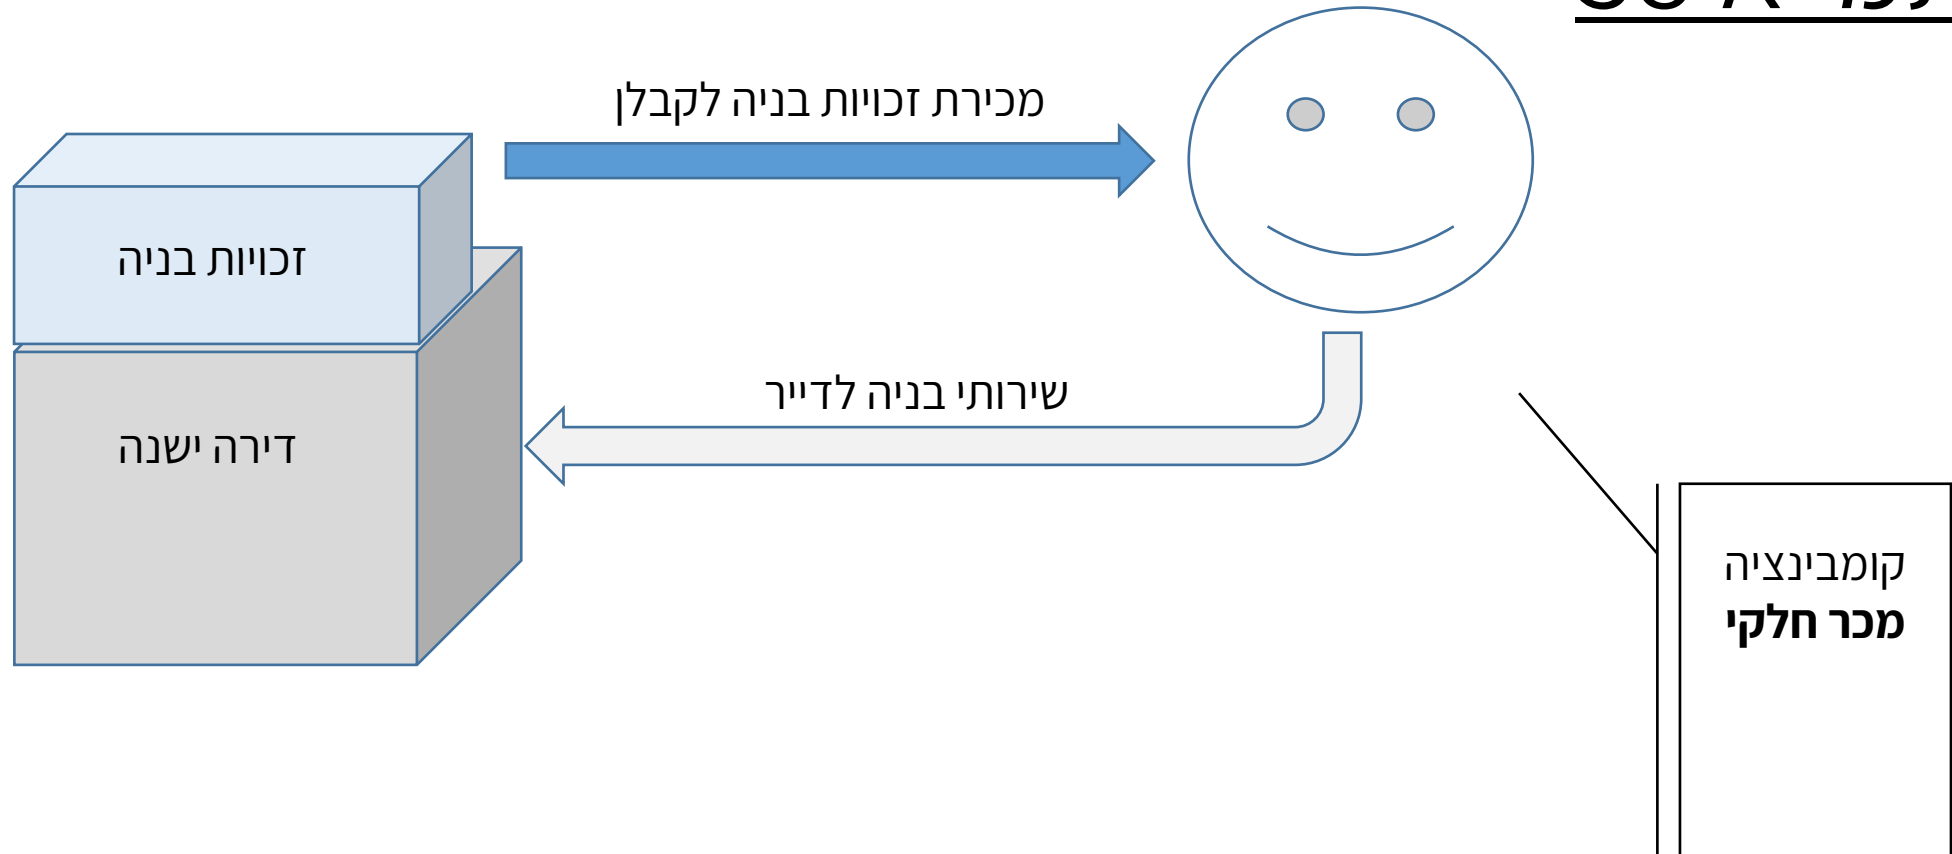 מכירת זכויות בניה לקבלן
זכויות בניה
שירותי בניה לדייר
דירה ישנה
קומבינציה
מכר חלקי